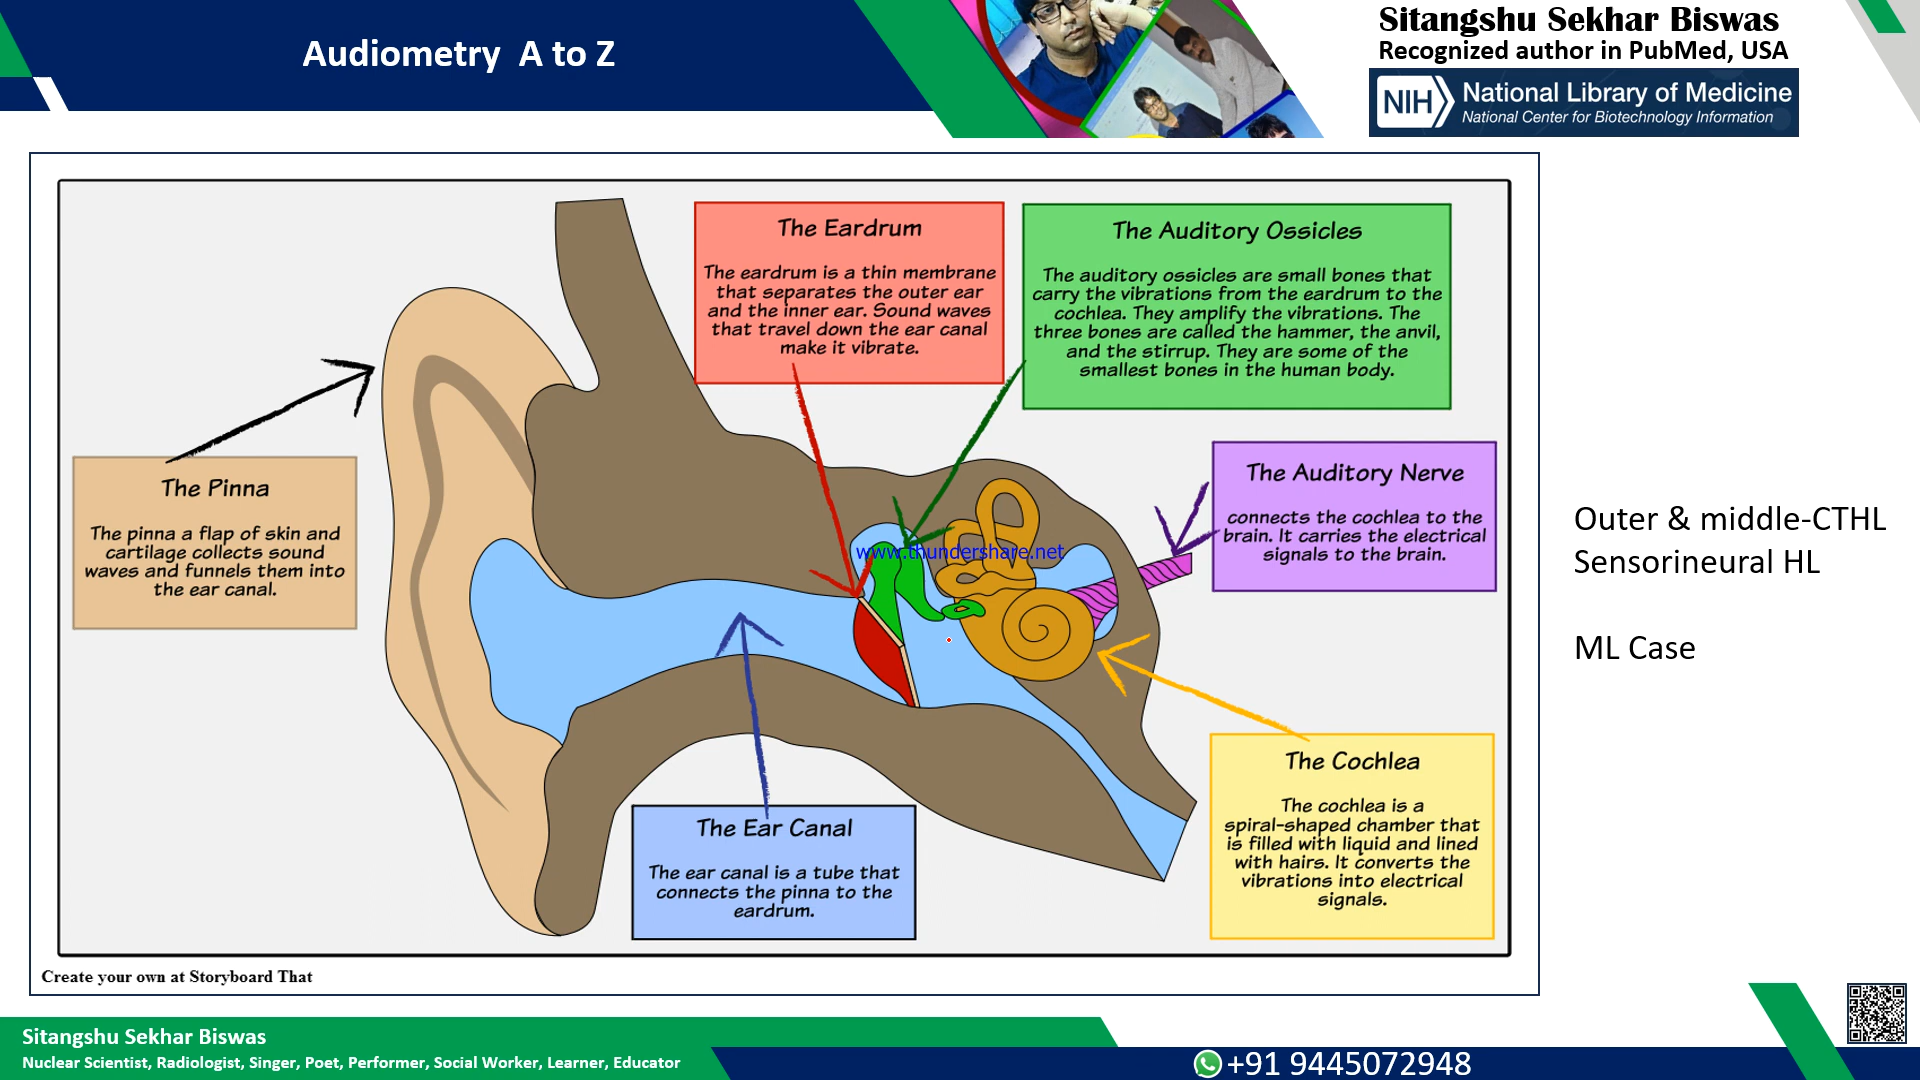 Audiometry  A to Z
Sitangshu Sekhar Biswas
Recognized author in PubMed, USA
NIH
National Library of Medicine
National Center for Biotechnology Information
The Eardrum
The eardrum is a thin membrane
that separates the outer ear
and the inner ear. Sound waves
that travel down the ear canal
make it vibrate.
The Auditory Ossicles
The auditory ossicles are small bones that
carry the vibrations from the eardrum to the
cochlea. They amplify the vibrations. The
three bones are called the hammer, the anvil,
and the stirrup. They are some of the
smallest bones in the human body.
The Pinna
The pinna a flap of skin and
cartilage collects sound
waves and funnels them into
the ear canal.
The Auditory Nerve
connects the cochlea to the
brain. It carries the electrical
signals to the brain.
www.thundershare.net
Outer & middle-CTHL
Sensorineural HL
ML Case
The Ear Canal
The ear canal is a tube that
connects the pinna to the
eardrum.
The Cochlea
The cochlea is a
spiral-shaped chamber that
is filled with liquid and lined
with hairs. It converts the
vibrations into electrical
signals.
Create your own at Storyboard That
Sitangshu Sekhar Biswas
Nuclear Scientist, Radiologist, Singer, Poet, Performer, Social Worker, Learner, Educator
+91 9445072948